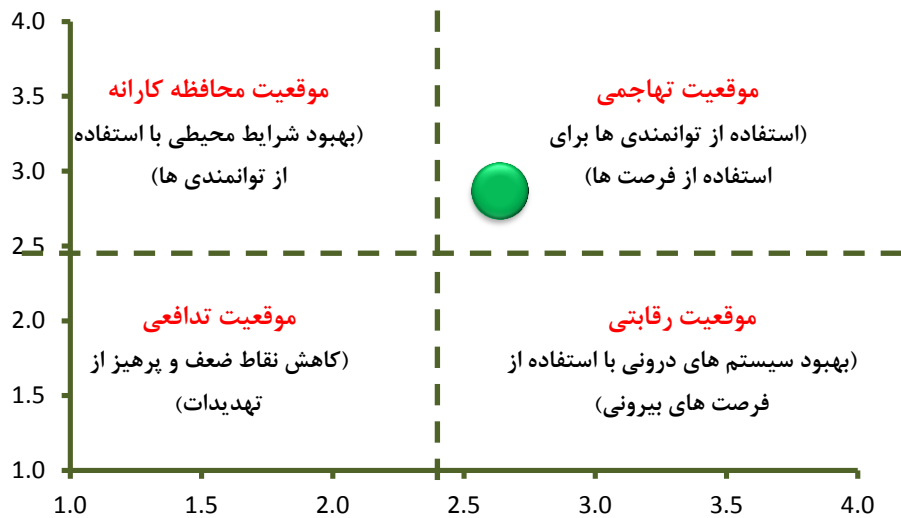 4.0
3.5
3.0
2.5
2.0
1.5
1.0
موقعیت تهاجمی
(استفاده از توانمندی ها برای
استفاده از فرصت ها)
موقعیت محافظه کارانه
(بهبود شرایط محیطی با استفاده
از توانمندی ها)
موقعیت رقابتی
(بهبود سیستم های درونی با استفاده از
فرصت های بیرونی)
موقعیت تدافعی
(کاهش نقاط ضعف و پرهیز از
تهدیدات)
1.0 1.5 2.0 2.5 3.0 3.5 4.0